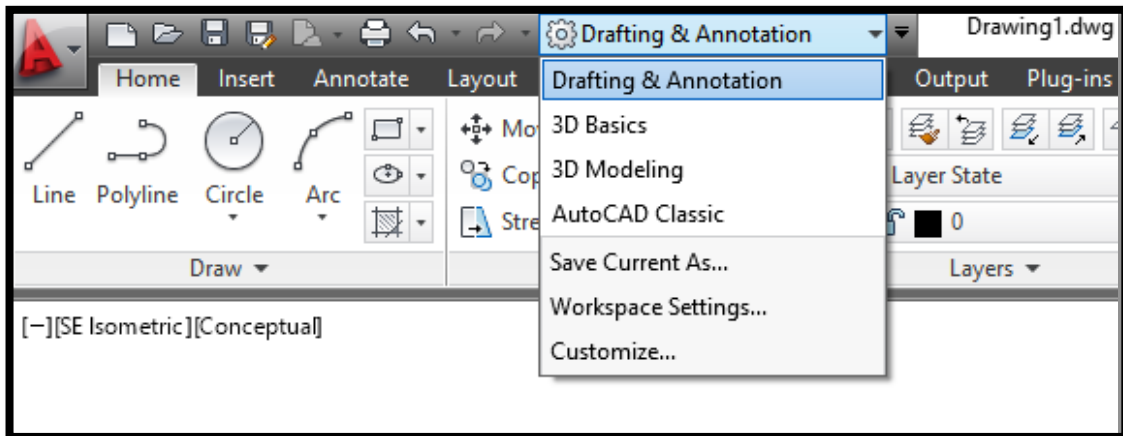 Drafting & Annotation Drawing1.dwg
Home Insert Annotate Layout Drafting & Annotation Output Plug-ins
3D Basics
3D Modeling
AutoCAD Classic
Line Polyline Circle Arc
Layer State
0
Draw Layers
Save Current As...
Workspace Settings...
Customize...
[−][SE Isometric][Conceptual]